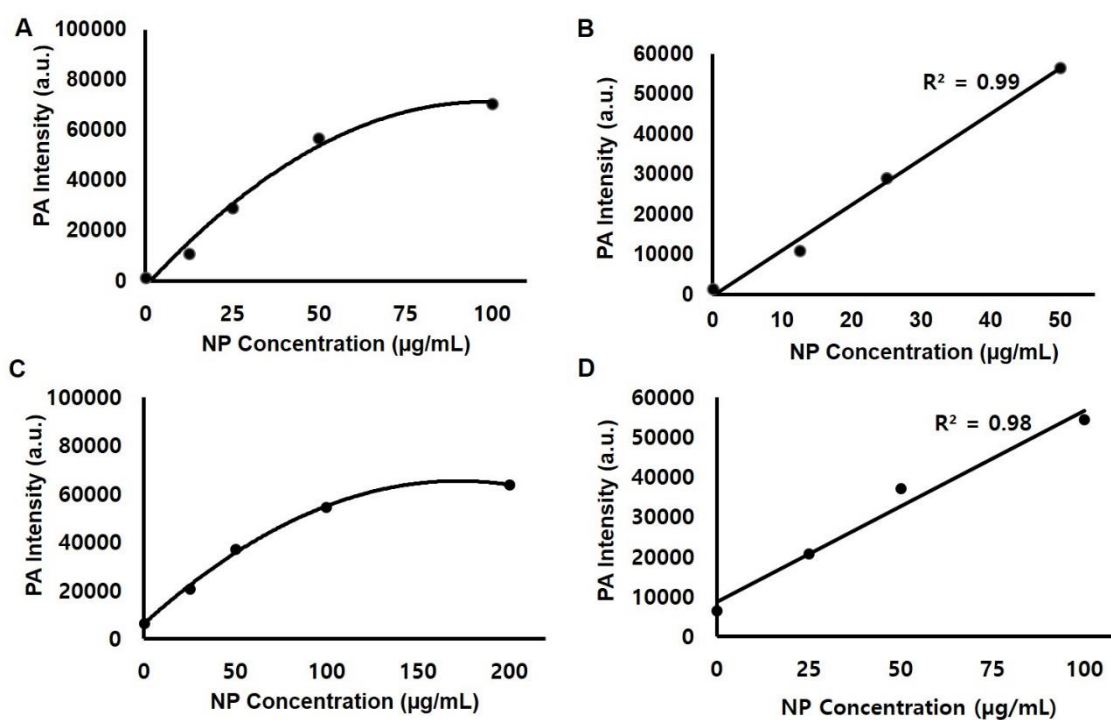 A
PA Intensity (a.u.)
100000
80000
60000
40000
20000
0
0 25 50 75 100
NP Concentration (µg/mL)
B
PA Intensity (a.u.)
60000
50000
40000
30000
20000
10000
0
R² = 0.99
0 10 20 30 40 50
NP Concentration (µg/mL)
C
PA Intensity (a.u.)
100000
80000
60000
40000
20000
0
0 50 100 150 200
NP Concentration (µg/mL)
D
PA Intensity (a.u.)
60000
50000
40000
30000
20000
10000
0
R² = 0.98
0 25 50 75 100
NP Concentration (µg/mL)